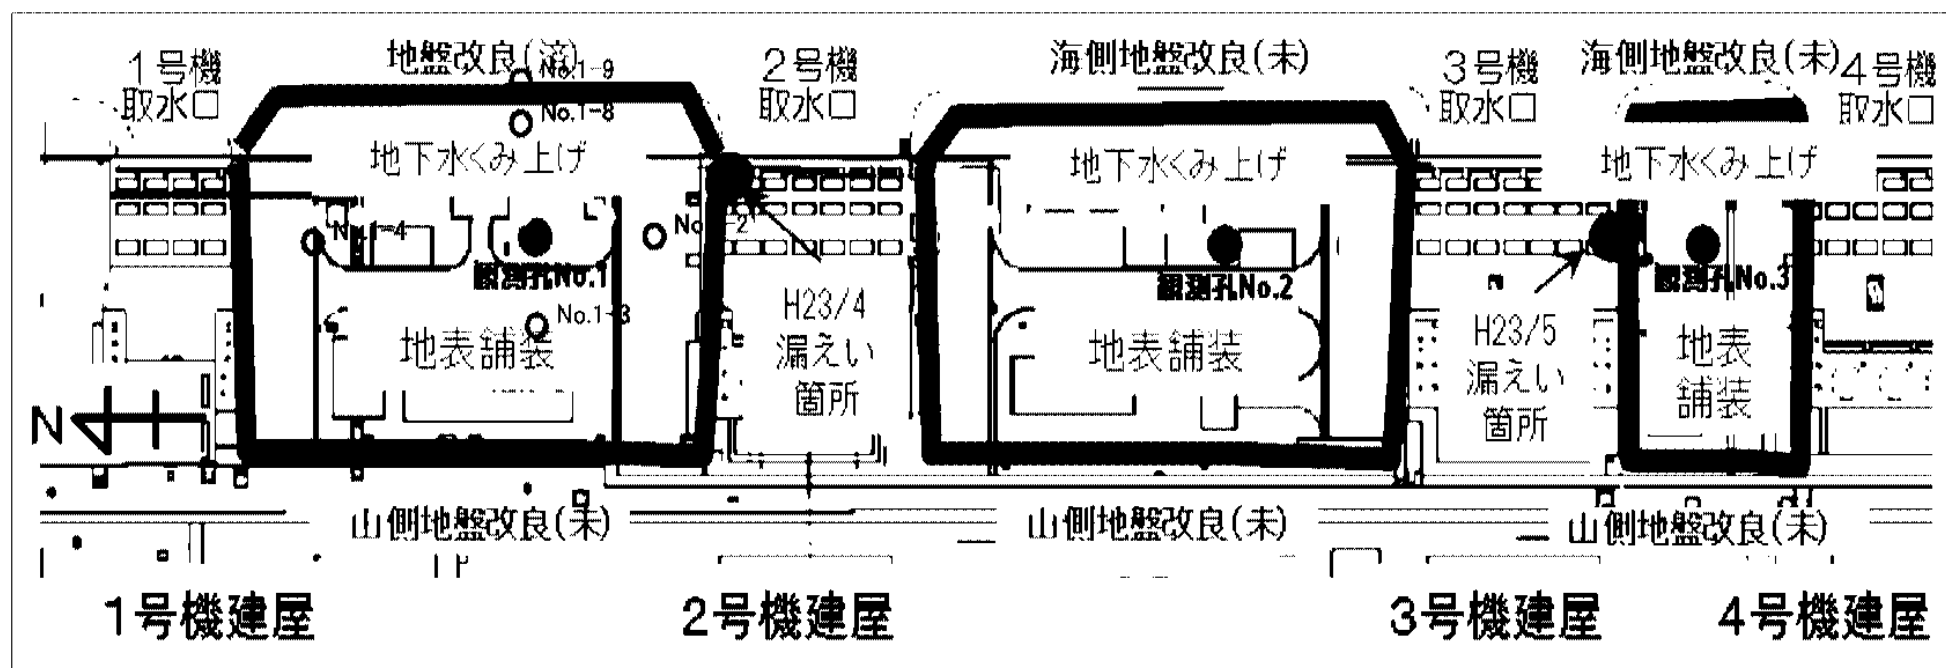 1号機
取水口
地盤改良(済)
No.1-9
No.1-8
2号機
取水口
海側地盤改良(未)
3号機
取水口
海側地盤改良(未)
4号機
取水口
地下水くみ上げ
地下水くみ上げ
地下水くみ上げ
No.1-4
観測孔No.1
No.1-3
地表舗装
H23/4
漏えい
箇所
観測孔No.2
地表舗装
H23/5
漏えい
箇所
観測孔No.3
地表
舗装
N
山側地盤改良(未)
山側地盤改良(未)
山側地盤改良(未)
1号機建屋
2号機建屋
3号機建屋
4号機建屋